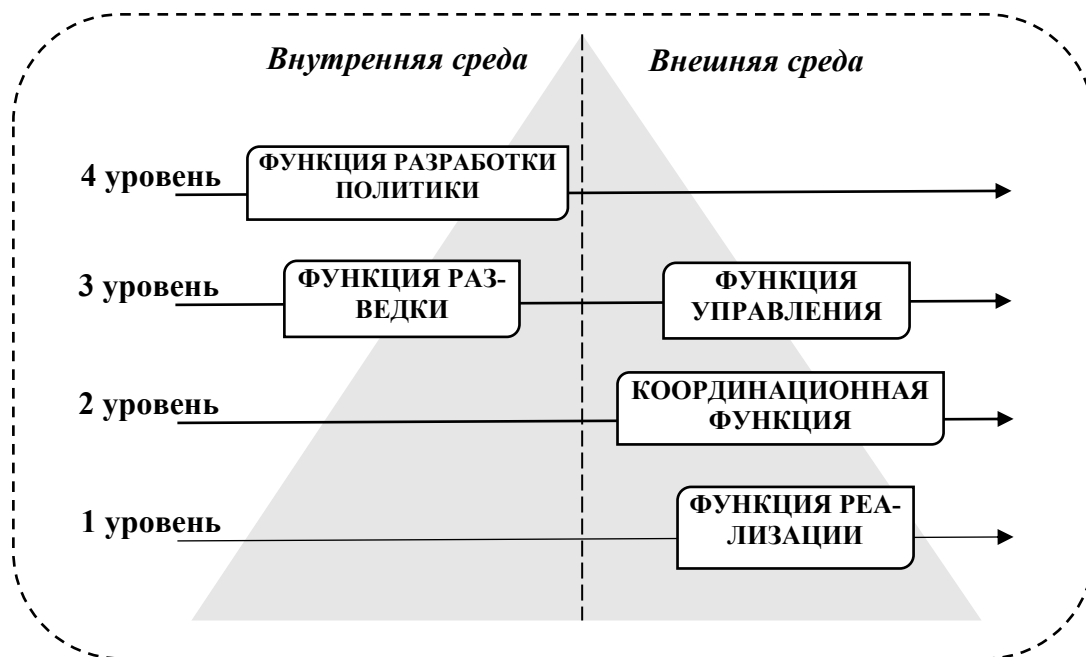 Внутренняя среда
Внешняя среда
4 уровень
ФУНКЦИЯ РАЗРАБОТКИ
ПОЛИТИКИ
3 уровень
ФУНКЦИЯ РАЗ-
ВЕДКИ
ФУНКЦИЯ
УПРАВЛЕНИЯ
2 уровень
КООРДИНАЦИОННАЯ
ФУНКЦИЯ
1 уровень
ФУНКЦИЯ РЕА-
ЛИЗАЦИИ